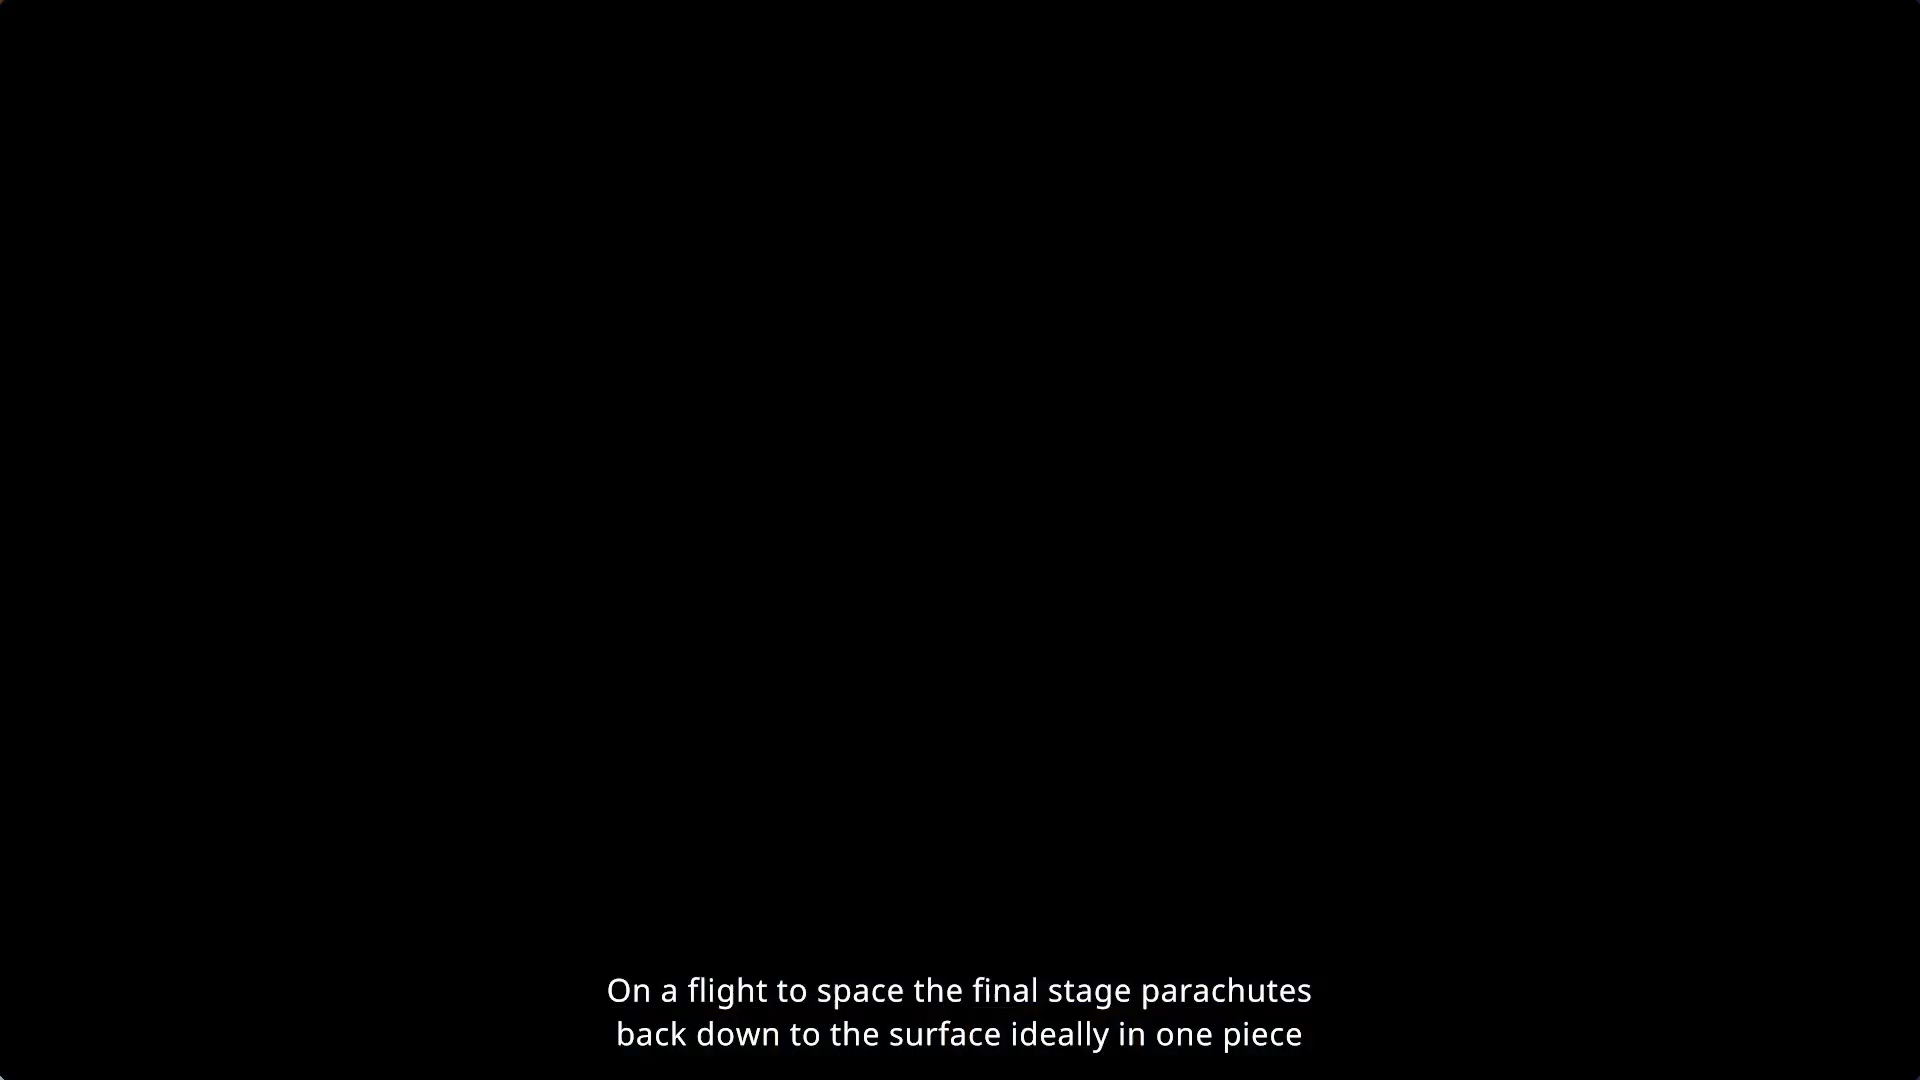 On a flight to space the final stage parachutes
back down to the surface ideally in one piece